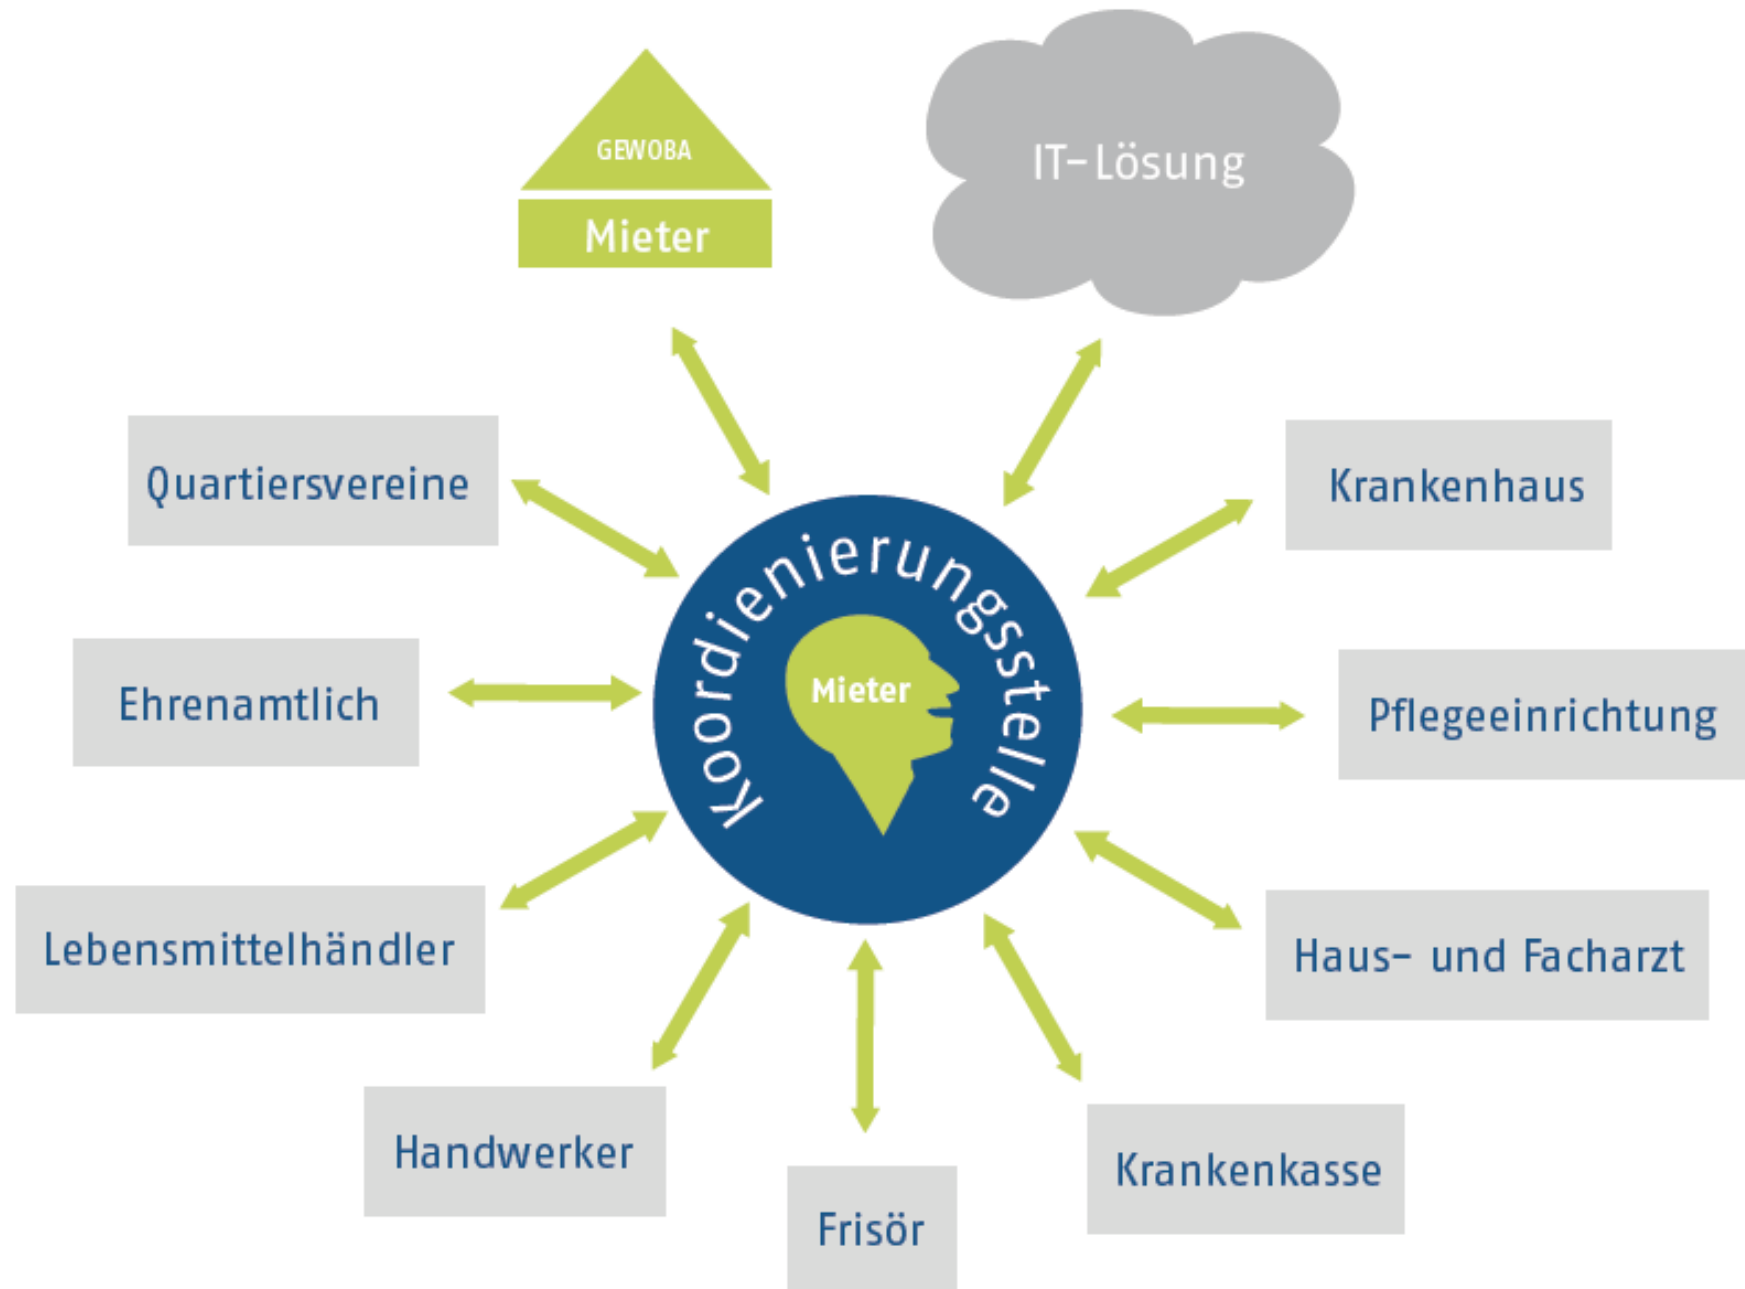 GEWOBA
Mieter
IT-Lösung
Quartiersvereine
Krankenhaus
Koordienierungsstelle
Mieter
Ehrenamtlich
Pflegeeinrichtung
Lebensmittelhändler
Haus- und Facharzt
Handwerker
Krankenkasse
Frisör